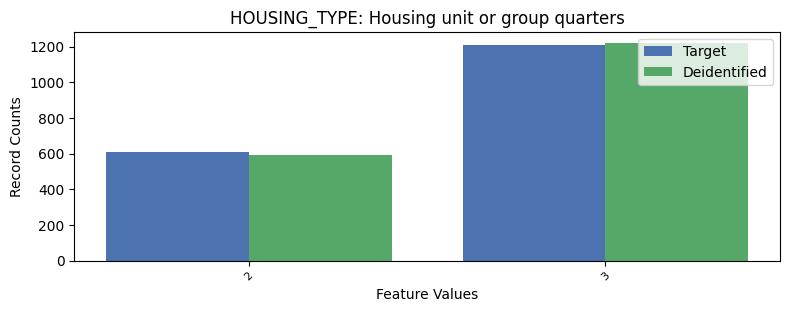 HOUSING_TYPE: Housing unit or group quarters
Target
Deidentified
Record Counts
1200
1000
800
600
400
200
0
2
3
Feature Values